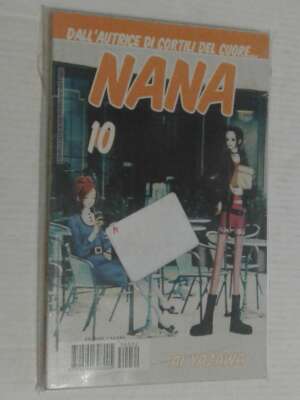 DALL'AUTRICE DI CORTILI DEL CUORE...
NANA
10
AI YAZAWA